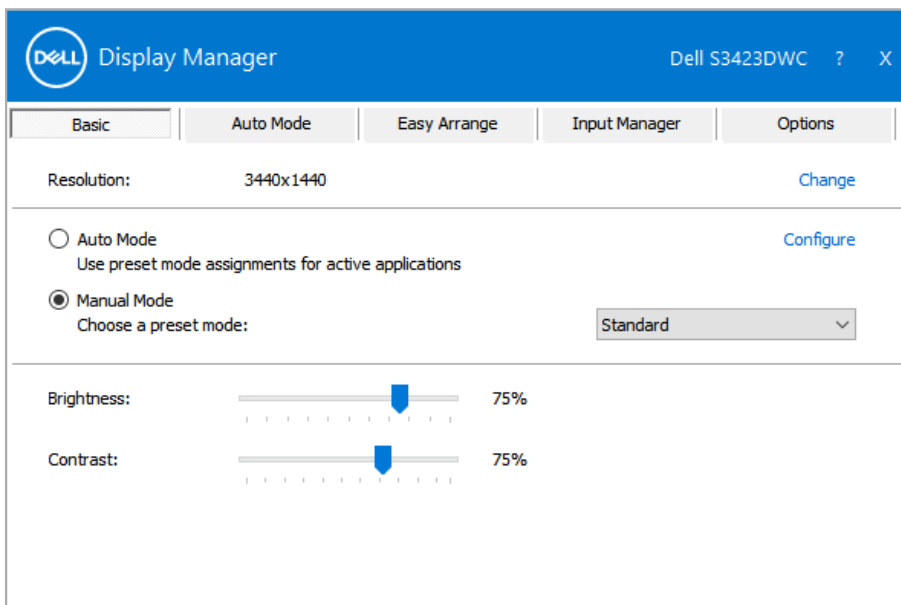 DELL Display Manager Dell S3423DWC ? X
Basic Auto Mode Easy Arrange Input Manager Options
Resolution: 3440x1440 Change
Auto Mode Configure
Use preset mode assignments for active applications
Manual Mode
Choose a preset mode: Standard
Brightness: 75%
Contrast: 75%